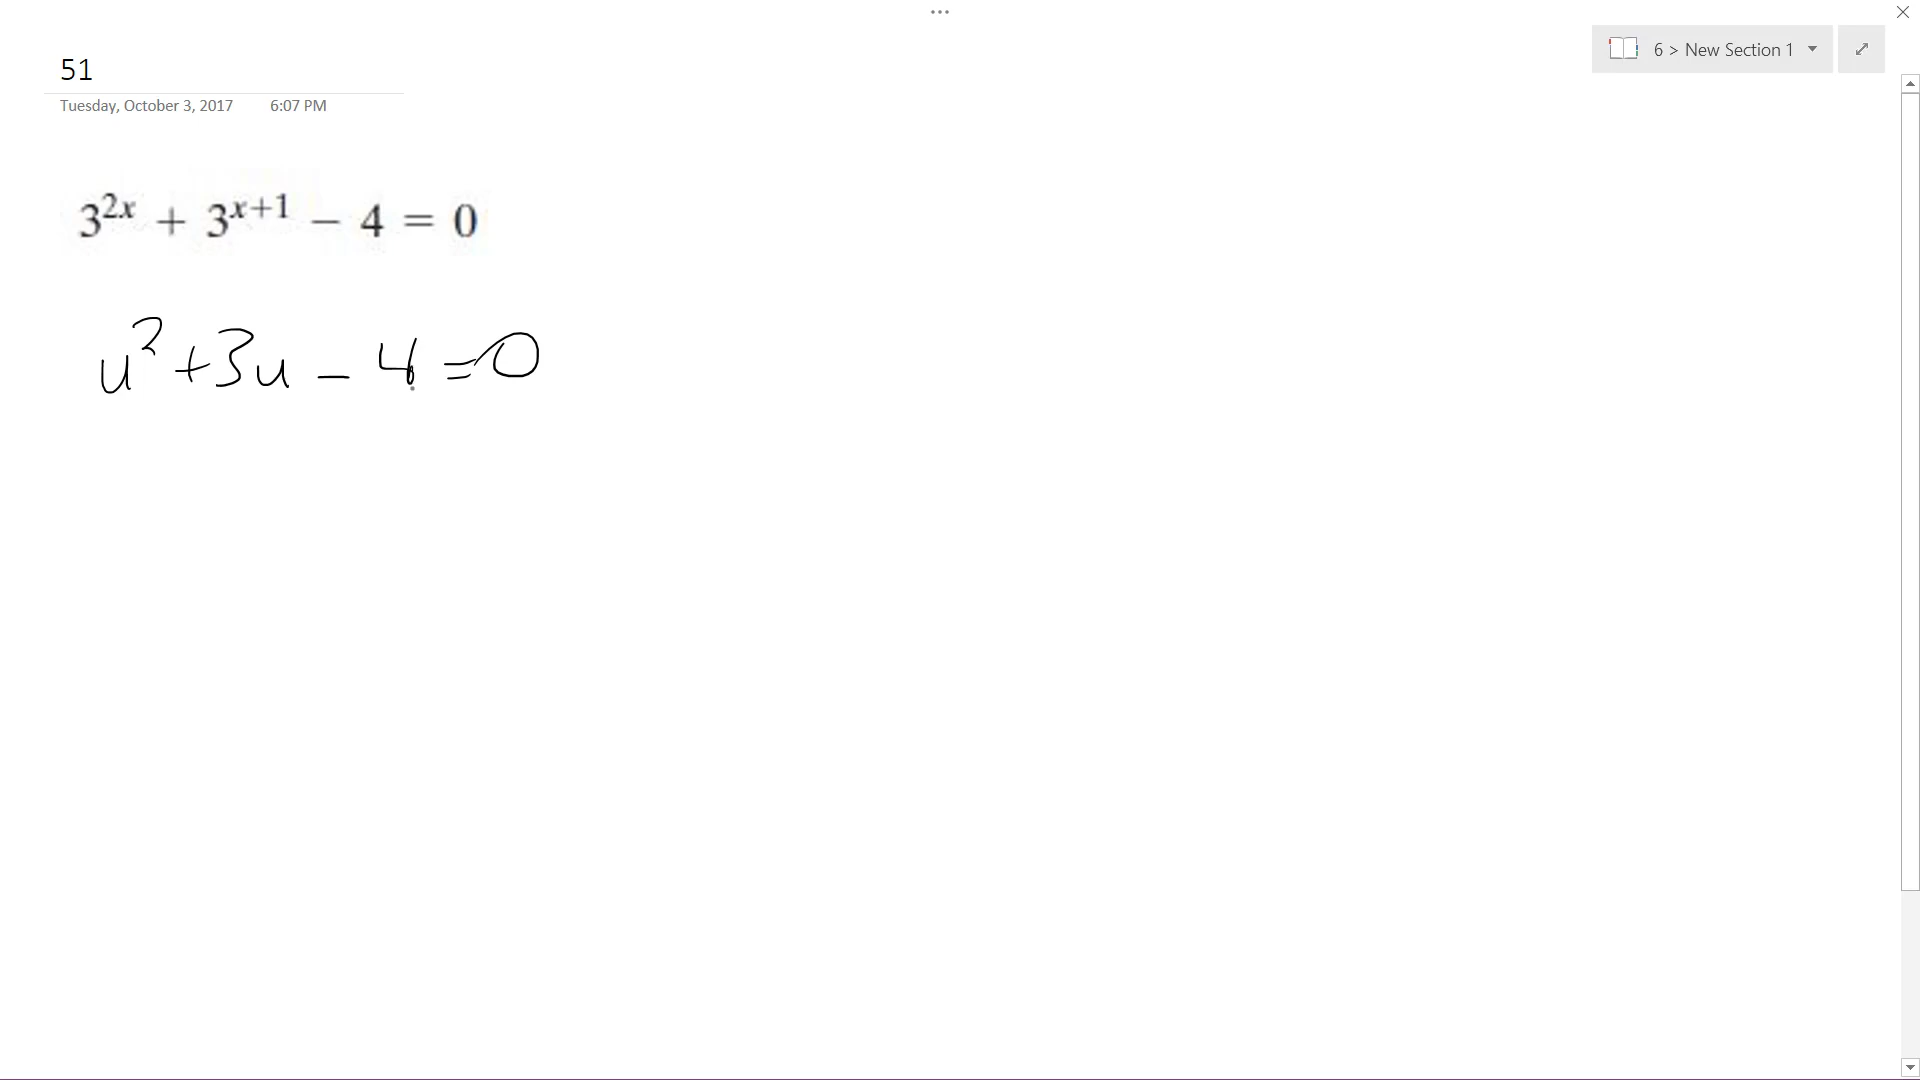 ...
6 > New Section 1
51
Tuesday, October 3, 2017 6:07 PM
3^{2x} + 3^{x+1} − 4 = 0
u² + 3u − 4 = 0